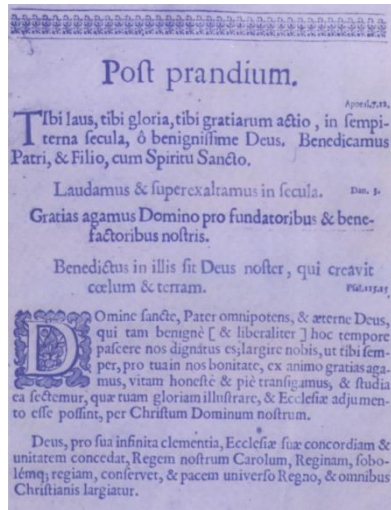 Post prandium.
Apocal.7.12.
TIbi laus, tibi gloria, tibi gratiarum actio, in sempi-
terna secula, ô benignissime Deus. Benedicamus
Patri, & Filio, cum Spiritu Sancto.
Laudamus & superexaltamus in secula. Dan. 3.
Gratias agamus Domino pro fundatoribus & bene-
factoribus nostris.
Benedictus in illis sit Deus noster, qui creavit
cœlum & terram. Psal.115.15
DOmine sancte, Pater omnipotens, & æterne Deus,
qui tam benignè [ & liberaliter ] hoc tempore
pascere nos dignatus es; largire nobis, ut tibi sem-
per, pro tua in nos bonitate, ex animo gratias aga-
mus, vitam honestè & piè transigamus, & studia
ea sectemur, quæ tuam gloriam illustrare, & Ecclesiæ adjumen-
to esse possint, per Christum Dominum nostrum.
Deus, pro sua infinita clementia, Ecclesiæ suæ concordiam &
unitatem concedat, Regem nostrum Carolum, Reginam, sobo-
lémq; regiam, conservet, & pacem universo Regno, & omnibus
Christianis largiatur.